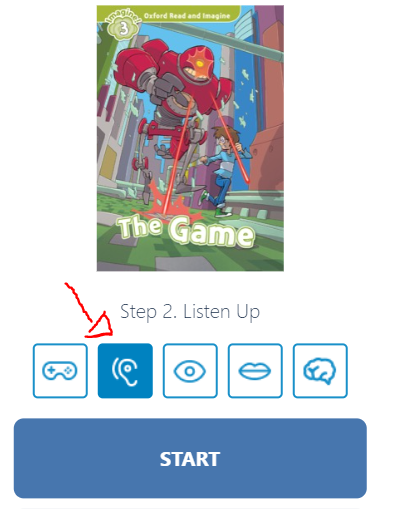 imagine!
3
Oxford Read and Imagine
The Game
Step 2. Listen Up
START